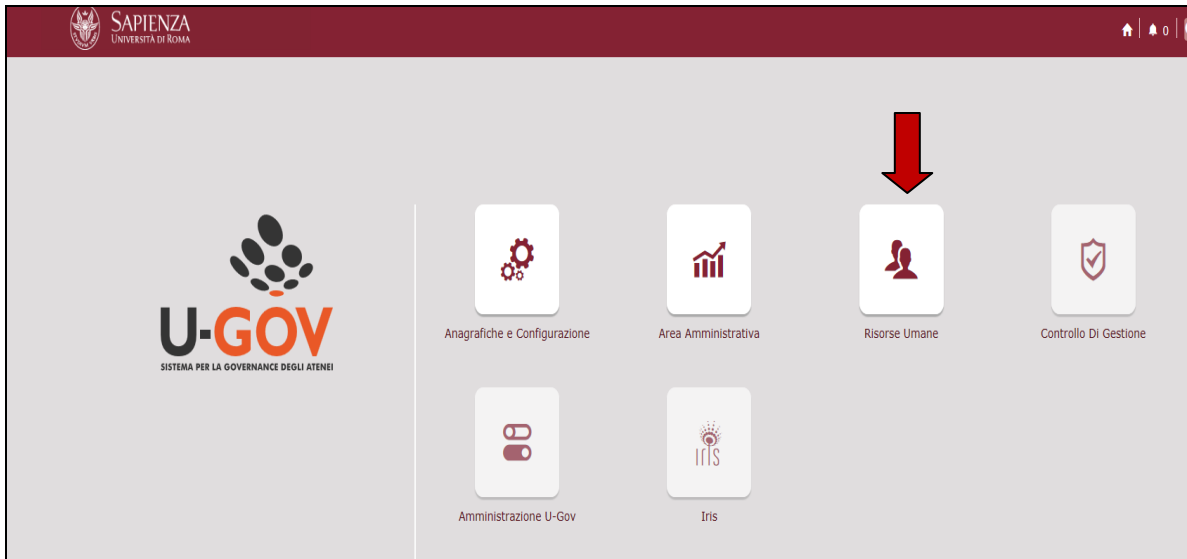 SAPIENZA
UNIVERSITÀ DI ROMA
0
U-GOV
SISTEMA PER LA GOVERNANCE DEGLI ATENEI
Anagrafiche e Configurazione
Area Amministrativa
Risorse Umane
Controllo Di Gestione
IrIS
Amministrazione U-Gov
Iris